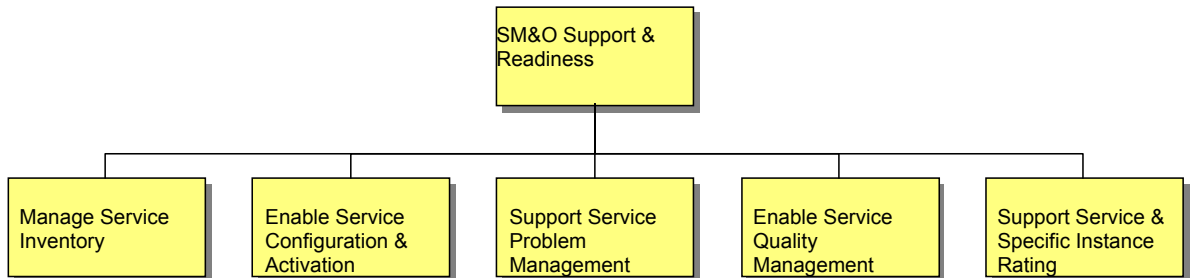 SM&O Support &
Readiness
Manage Service
Inventory
Enable Service
Configuration &
Activation
Support Service
Problem
Management
Enable Service
Quality
Management
Support Service &
Specific Instance
Rating